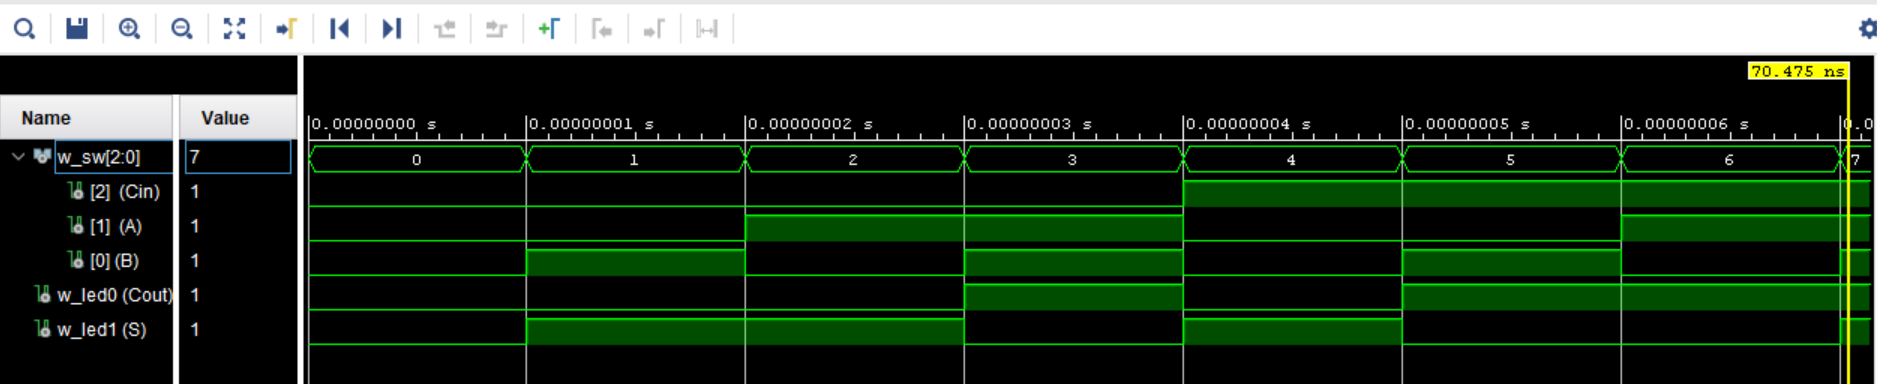 70.475 ns
Name Value
0.00000000 s 0.00000001 s 0.00000002 s 0.00000003 s 0.00000004 s 0.00000005 s 0.00000006 s 0.0
w_sw[2:0] 7 0 1 2 3 4 5 6 7
[2] (Cin) 1
[1] (A) 1
[0] (B) 1
w_led0 (Cout) 1
w_led1 (S) 1